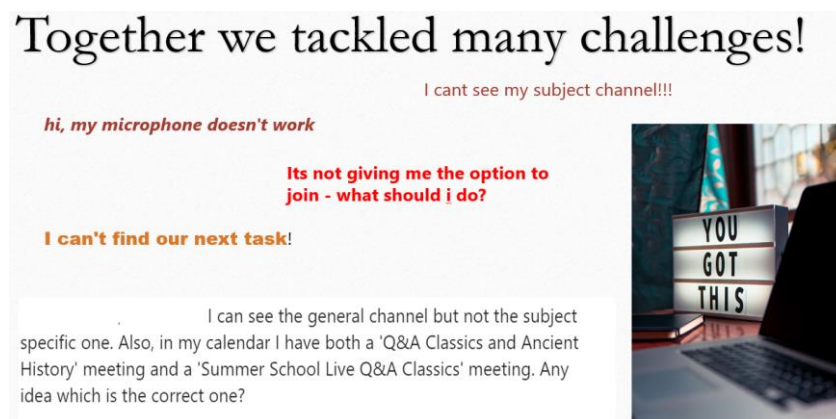 Together we tackled many challenges!
I cant see my subject channel!!!
hi, my microphone doesn't work
Its not giving me the option to
join - what should i do?
I can't find our next task!
YOU
GOT
THIS
I can see the general channel but not the subject
specific one. Also, in my calendar I have both a 'Q&A Classics and Ancient
History' meeting and a 'Summer School Live Q&A Classics' meeting. Any
idea which is the correct one?